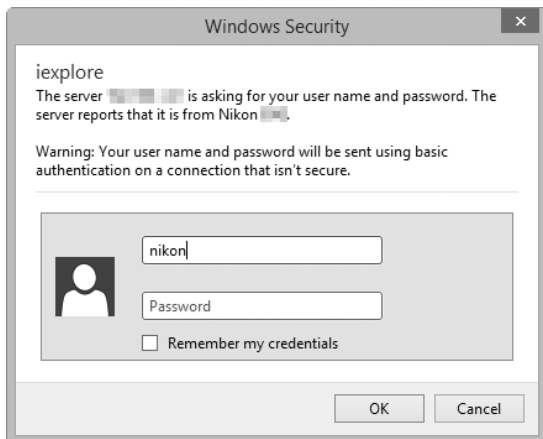 Windows Security
iexplore
The server is asking for your user name and password. The
server reports that it is from Nikon .
Warning: Your user name and password will be sent using basic
authentication on a connection that isn't secure.
nikon
Password
Remember my credentials
OK
Cancel